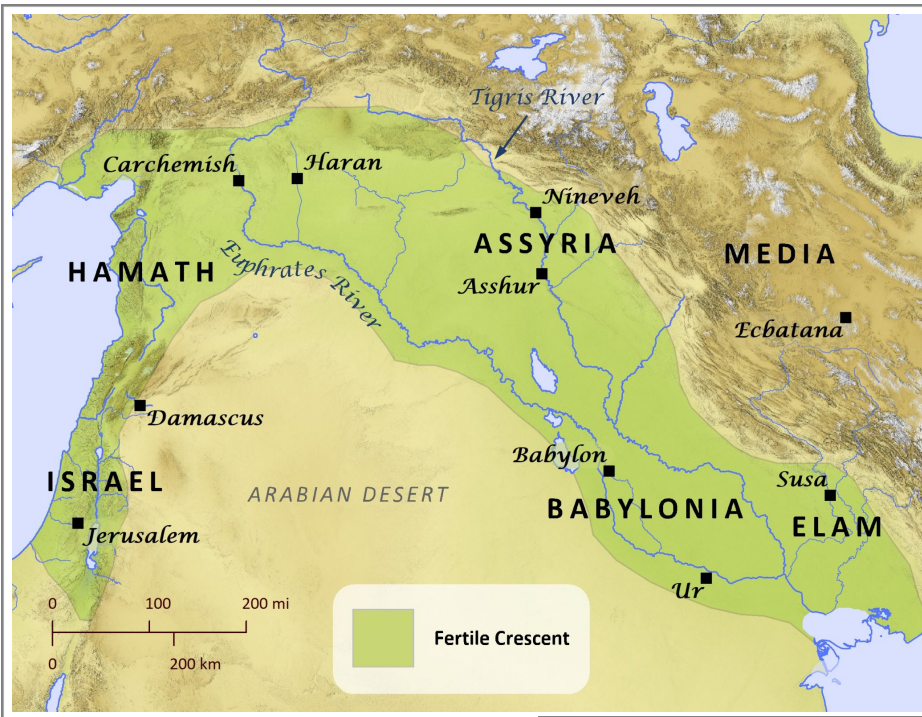 Tigris River
Carchemish
Haran
Nineveh
ASSYRIA
HAMATH
MEDIA
Euphrates River
Asshur
Ecbatana
Damascus
Babylon
ISRAEL
Susa
ARABIAN DESERT
BABYLONIA
ELAM
Jerusalem
Ur
0 100 200 mi
0 200 km
Fertile Crescent